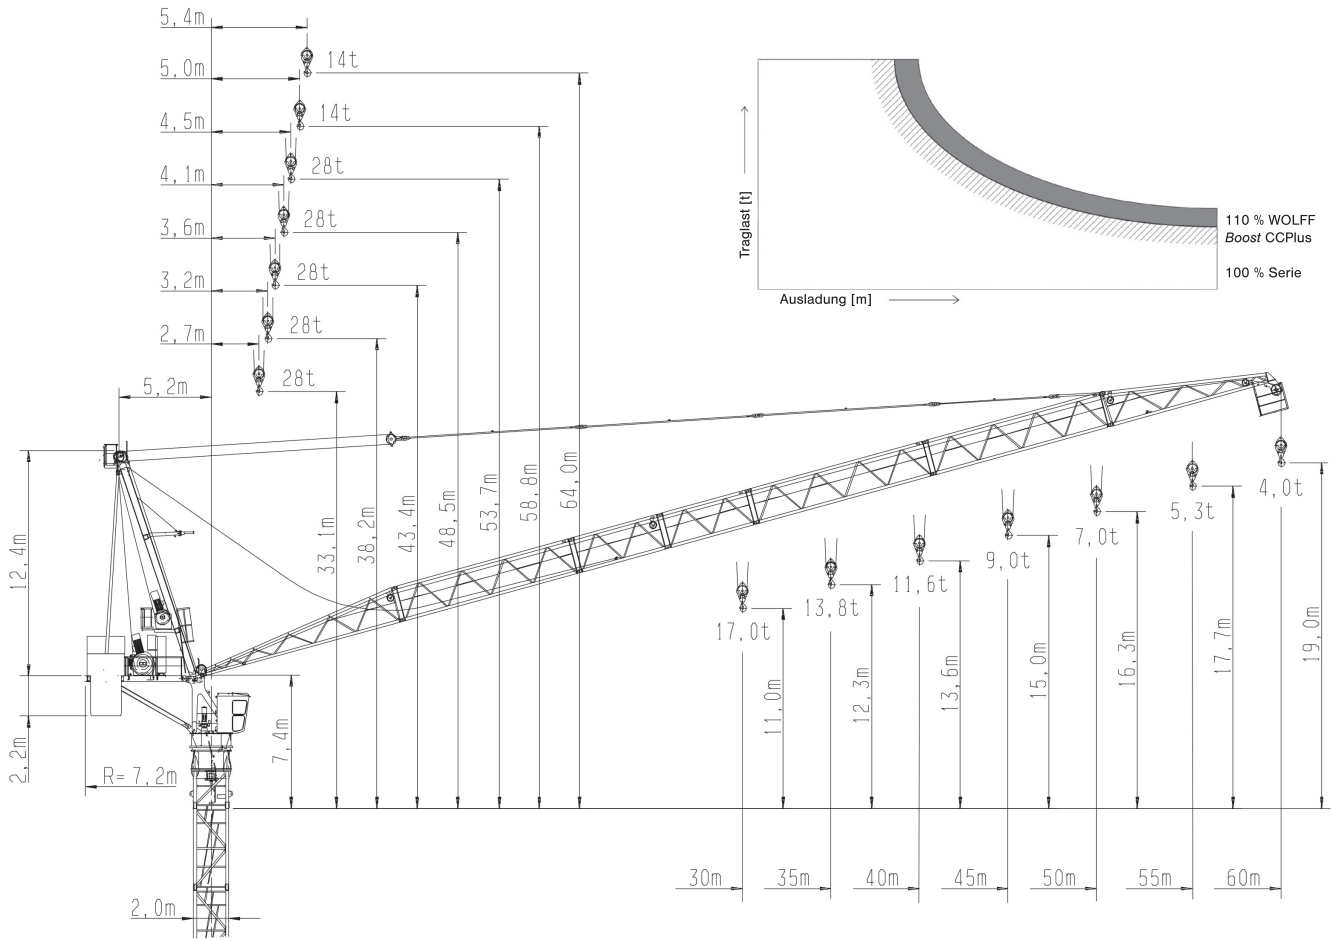 5,4m
14t
5,0m
14t
4,5m
28t
4,1m
28t
3,6m
28t
3,2m
28t
2,7m
28t
5,2m
Traglast [t]
Ausladung [m]
110 % WOLFF
Boost CCPlus
100 % Serie
12,4m
2,2m
R= 7,2m
2,0m
7,4m
33,1m
38,2m
43,4m
48,5m
53,7m
58,8m
64,0m
17,0t
13,8t
11,6t
9,0t
7,0t
5,3t
4,0t
11,0m
12,3m
13,6m
15,0m
16,3m
17,7m
19,0m
30m
35m
40m
45m
50m
55m
60m